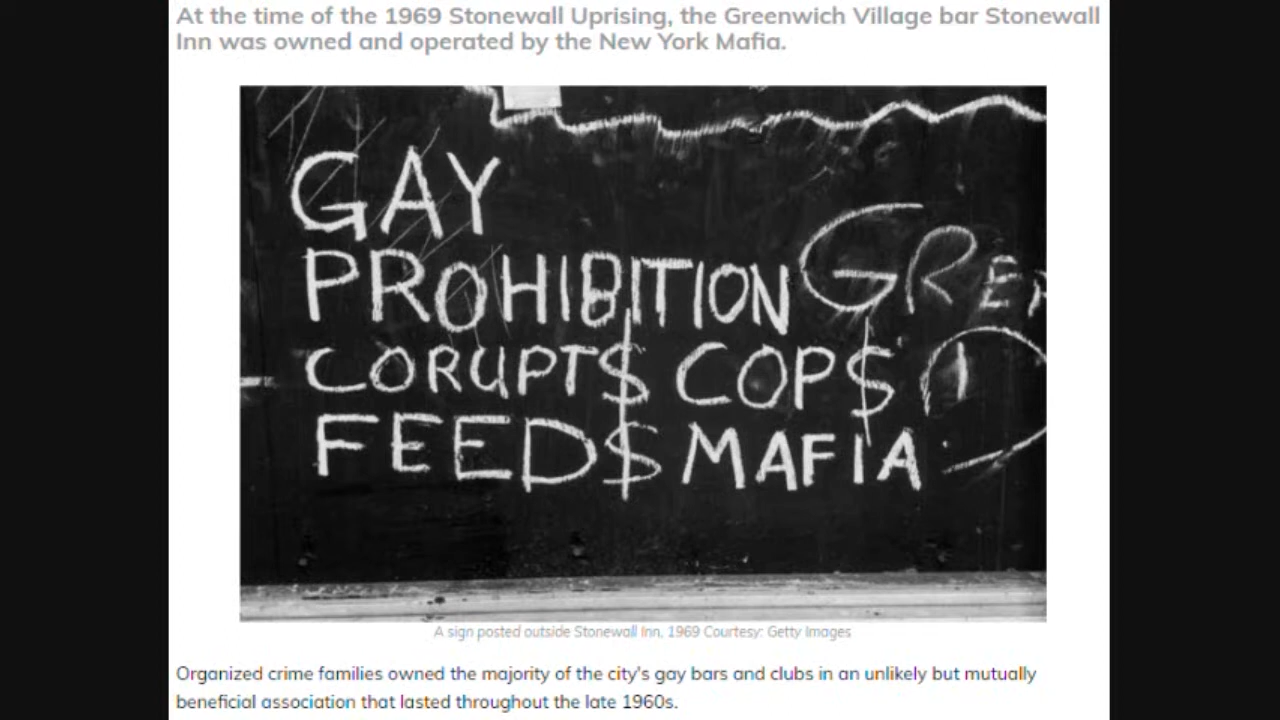 At the time of the 1969 Stonewall Uprising, the Greenwich Village bar Stonewall
Inn was owned and operated by the New York Mafia.
GAY
PROHIBITION
CORUPT$ COP$
FEED$ MAFIA
A sign posted outside Stonewall Inn, 1969 Courtesy: Getty Images
Organized crime families owned the majority of the city's gay bars and clubs in an unlikely but mutually
beneficial association that lasted throughout the late 1960s.